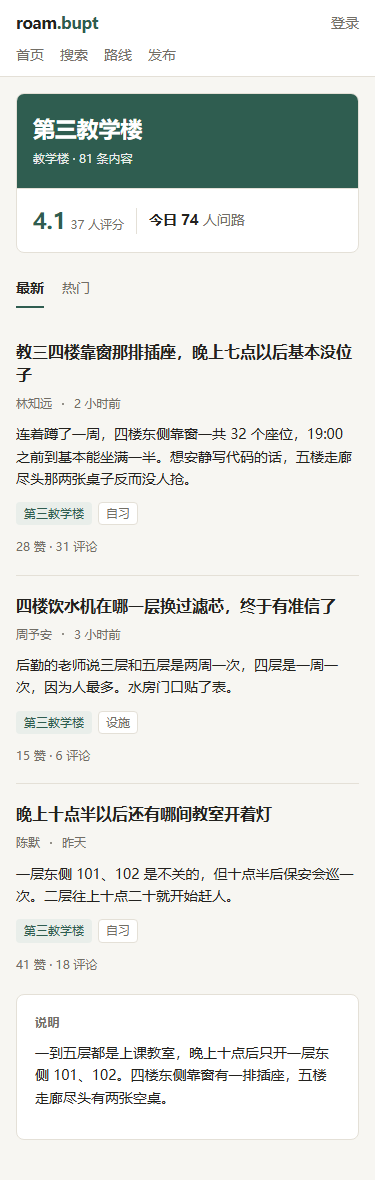 roam.bupt
登录
首页 搜索 路线 发布
第三教学楼
教学楼 · 81 条内容
4.1 37 人评分 今日 74 人问路
最新 热门
教三四楼靠窗那排插座，晚上七点以后基本没位
子
林知远 · 2 小时前
连着蹲了一周，四楼东侧靠窗一共 32 个座位，19:00
之前到基本能坐满一半。想安静写代码的话，五楼走廊
尽头那两张桌子反而没人抢。
第三教学楼 自习
28 赞 · 31 评论
四楼饮水机在哪一层换过滤芯，终于有准信了
周予安 · 3 小时前
后勤的老师说三层和五层是两周一次，四层是一周一
次，因为人最多。水房门口贴了表。
第三教学楼 设施
15 赞 · 6 评论
晚上十点半以后还有哪间教室开着灯
陈默 · 昨天
一层东侧 101、102 是不关的，但十点半后保安会巡一
次。二层往上十点二十就开始赶人。
第三教学楼 自习
41 赞 · 18 评论
说明
一到五层都是上课教室，晚上十点后只开一层东
侧 101、102。四楼东侧靠窗有一排插座，五楼
走廊尽头有两张空桌。